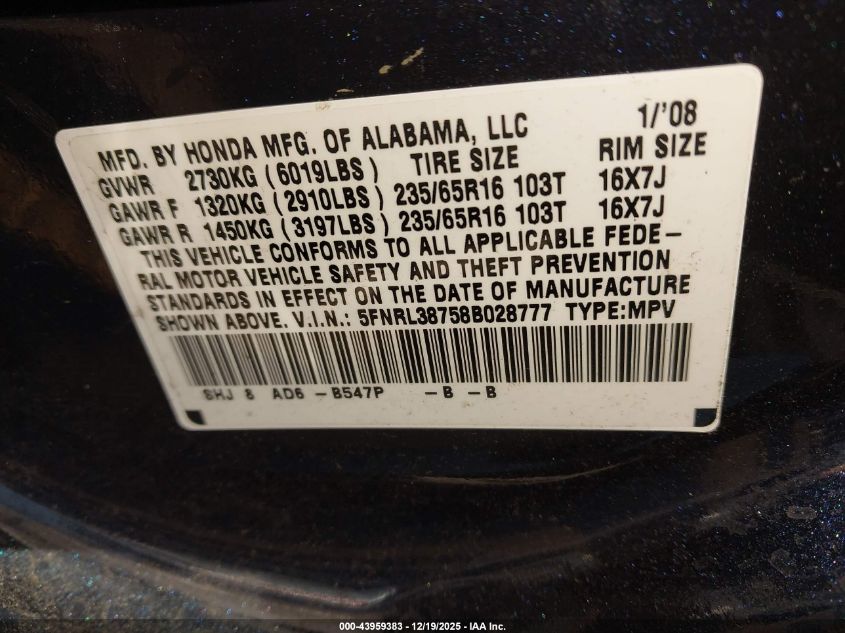 MFD. BY HONDA MFG. OF ALABAMA, LLC 1/'08
GVWR 2730KG (6019LBS) TIRE SIZE RIM SIZE
GAWR F 1320KG (2910LBS) 235/65R16 103T 16X7J
GAWR R 1450KG (3197LBS) 235/65R16 103T 16X7J
THIS VEHICLE CONFORMS TO ALL APPLICABLE FEDE-
RAL MOTOR VEHICLE SAFETY AND THEFT PREVENTION
STANDARDS IN EFFECT ON THE DATE OF MANUFACTURE
SHOWN ABOVE. V.I.N.: 5FNRL38758B028777 TYPE:MPV
SHJ 8 AD6 -B547P -B -B
000-43959383 - 12/19/2025 - IAA Inc.